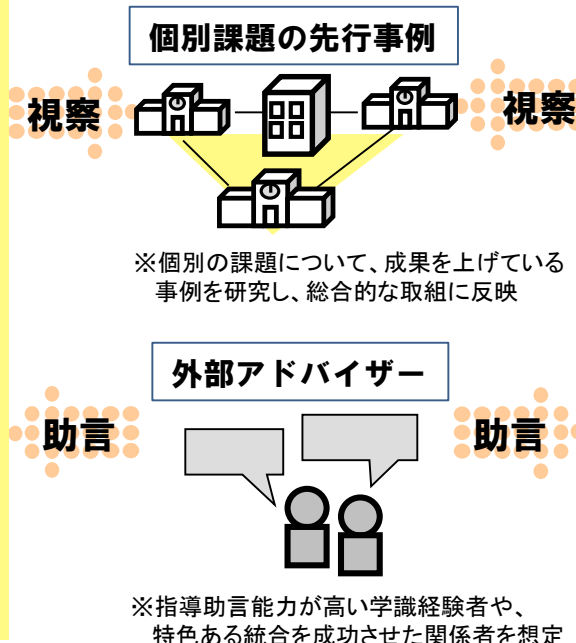 個別課題の先行事例
視察
視察
※個別の課題について、成果を上げている
事例を研究し、総合的な取組に反映
外部アドバイザー
助言
助言
※指導助言能力が高い学識経験者や、
特色ある統合を成功させた関係者を想定